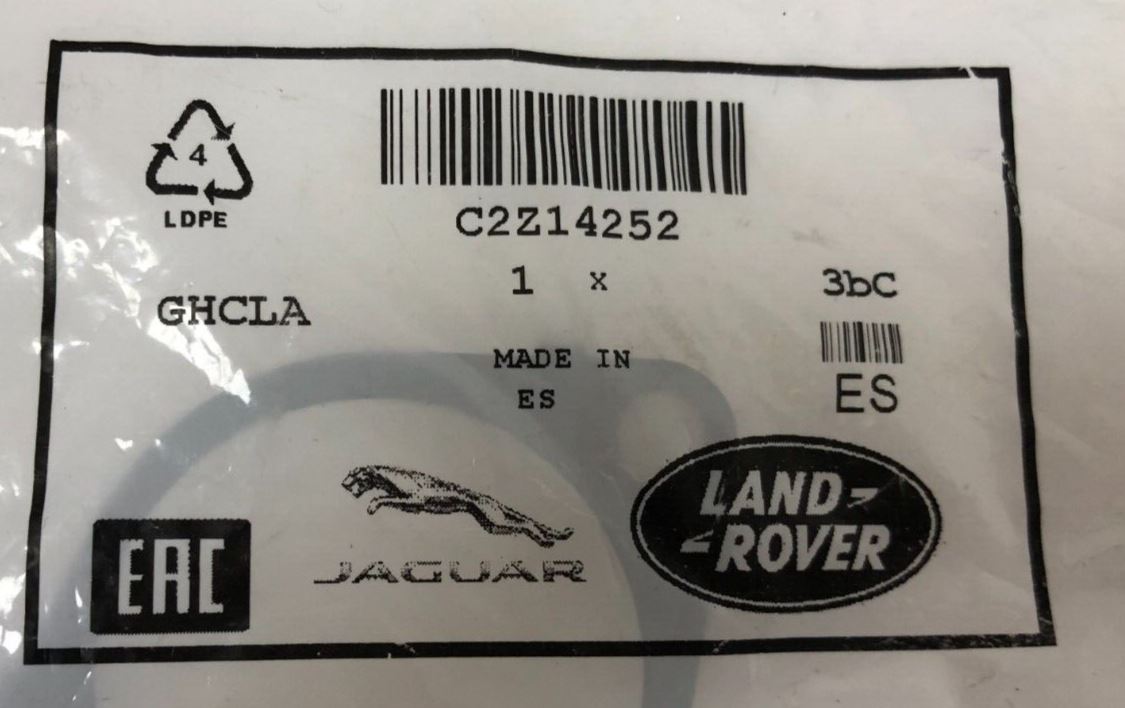 4
LDPE
C2Z14252
1 x
3bC
GHCLA
MADE IN
ES
ES
EAC
JAGUAR
LAND-
-ROVER